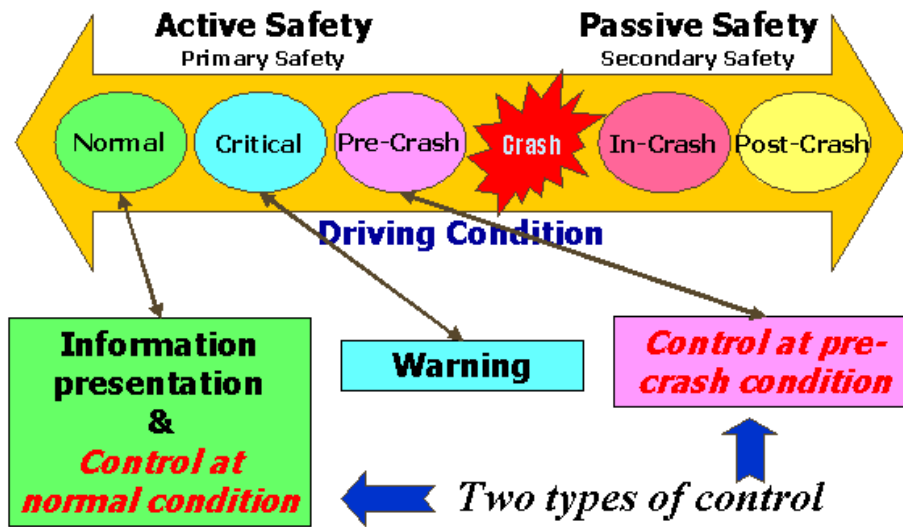 Active Safety
Primary Safety
Passive Safety
Secondary Safety
Normal
Critical
Pre-Crash
Crash
In-Crash
Post-Crash
Driving Condition
Information
presentation
&
Control at
normal condition
Warning
Control at pre-
crash condition
Two types of control